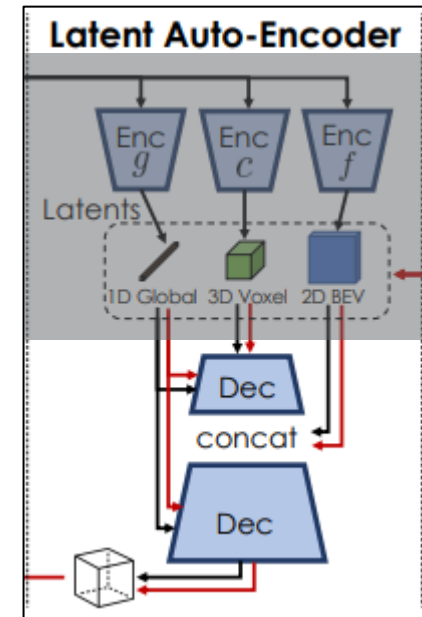 Latent Auto-Encoder
Enc Enc Enc
g c f
Latents
1D Global 3D Voxel 2D BEV
Dec
concat
Dec